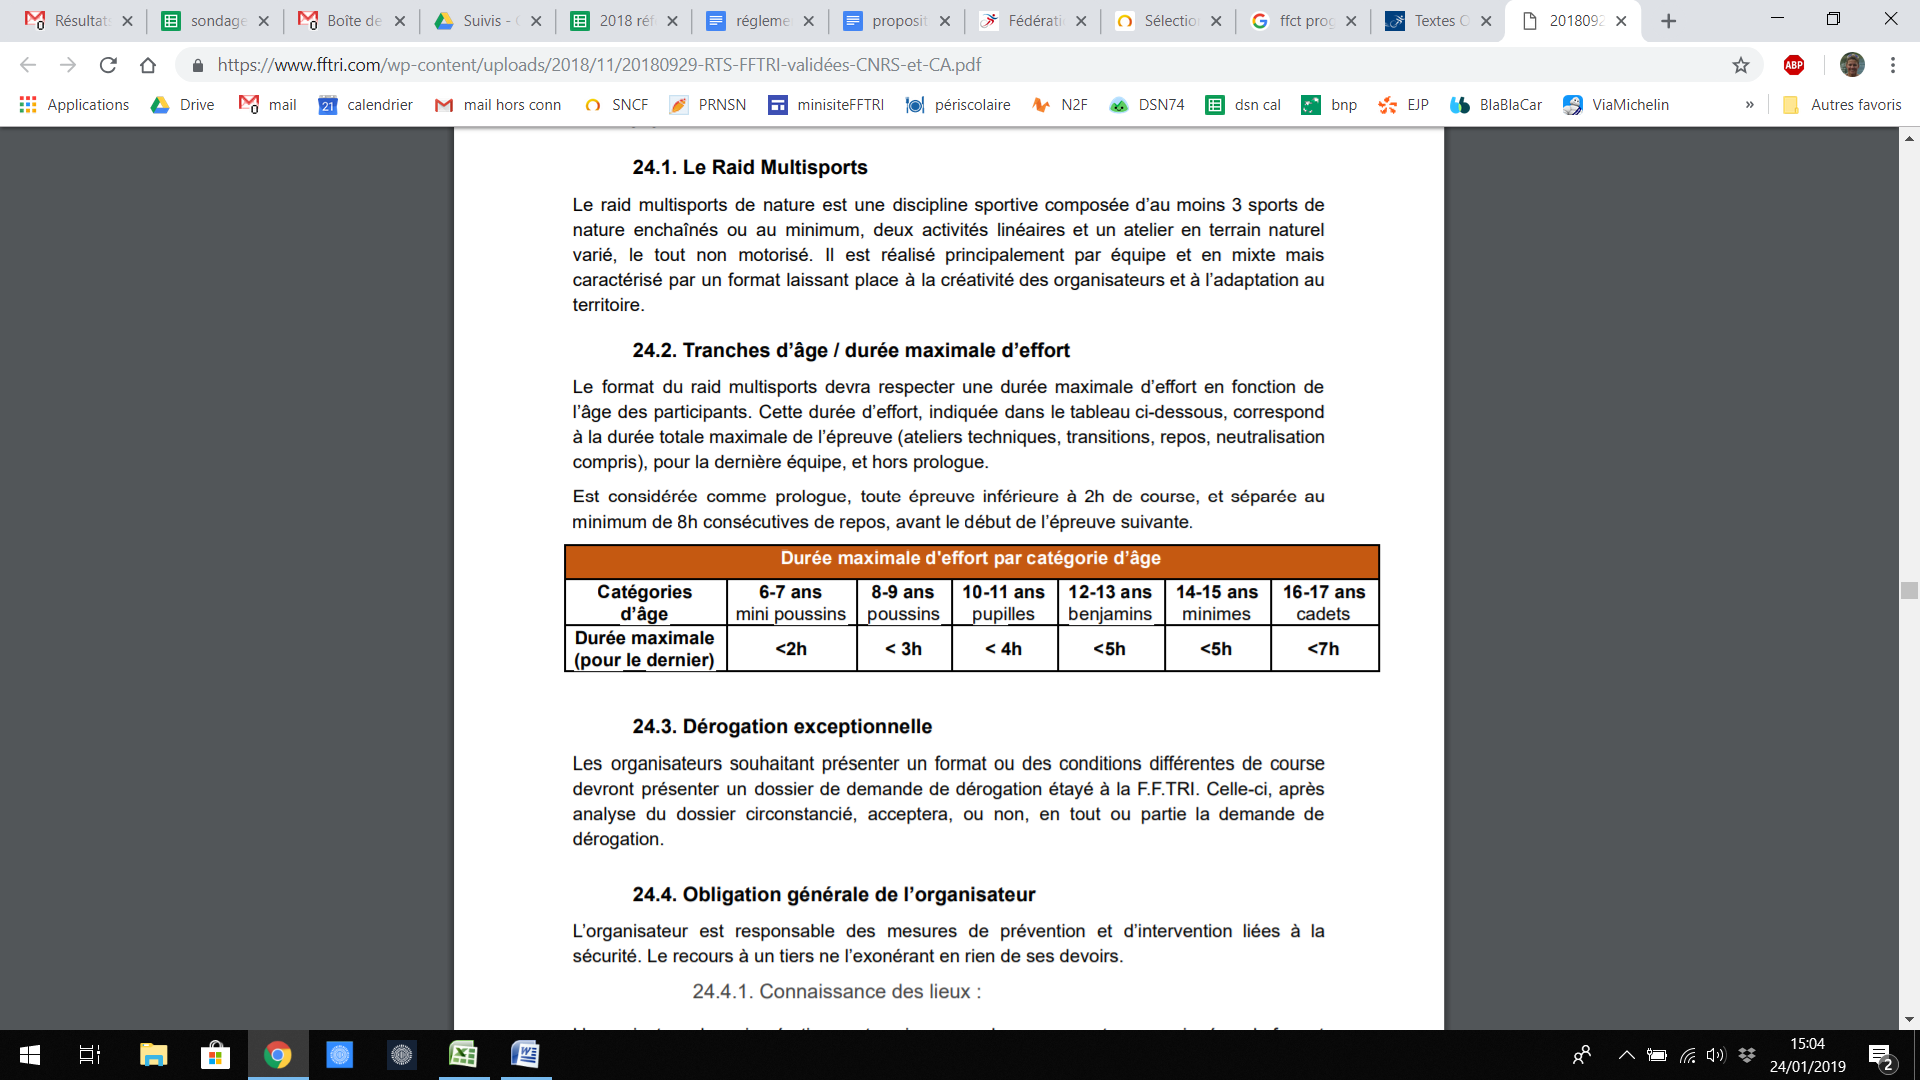 Résultat
sondage
Boîte de
Suivis - C
2018 réf
réglemen
proposit
Fédérati
Sélection
ffct prog
Textes O
2018092
https://www.fftri.com/wp-content/uploads/2018/11/20180929-RTS-FFTRI-validées-CNRS-et-CA.pdf
ABP
Applications
Drive
mail
21
calendrier
mail hors conn
SNCF
PRNSN
minisiteFFTRI
périscolaire
N2F
DSN74
dsn cal
bnp
EJP
BlaBlaCar
ViaMichelin
»
Autres favoris
24.1. Le Raid Multisports
Le raid multisports de nature est une discipline sportive composée d’au moins 3 sports de
nature enchaînés ou au minimum, deux activités linéaires et un atelier en terrain naturel
varié, le tout non motorisé. Il est réalisé principalement par équipe et en mixte mais
caractérisé par un format laissant place à la créativité des organisateurs et à l’adaptation au
territoire.
24.2. Tranches d’âge / durée maximale d’effort
Le format du raid multisports devra respecter une durée maximale d’effort en fonction de
l’âge des participants. Cette durée d’effort, indiquée dans le tableau ci-dessous, correspond
à la durée totale maximale de l’épreuve (ateliers techniques, transitions, repos, neutralisation
compris), pour la dernière équipe, et hors prologue.
Est considérée comme prologue, toute épreuve inférieure à 2h de course, et séparée au
minimum de 8h consécutives de repos, avant le début de l’épreuve suivante.
Durée maximale d'effort par catégorie d’âge
Catégories d’âge
6-7 ans mini poussins
8-9 ans poussins
10-11 ans pupilles
12-13 ans benjamins
14-15 ans minimes
16-17 ans cadets
Durée maximale (pour le dernier)
<2h
< 3h
< 4h
<5h
<5h
<7h
24.3. Dérogation exceptionnelle
Les organisateurs souhaitant présenter un format ou des conditions différentes de course
devront présenter un dossier de demande de dérogation étayé à la F.F.TRI. Celle-ci, après
analyse du dossier circonstancié, acceptera, ou non, en tout ou partie la demande de
dérogation.
24.4. Obligation générale de l’organisateur
L’organisateur est responsable des mesures de prévention et d’intervention liées à la
sécurité. Le recours à un tiers ne l’exonérant en rien de ses devoirs.
24.4.1. Connaissance des lieux :
15:04
24/01/2019
2